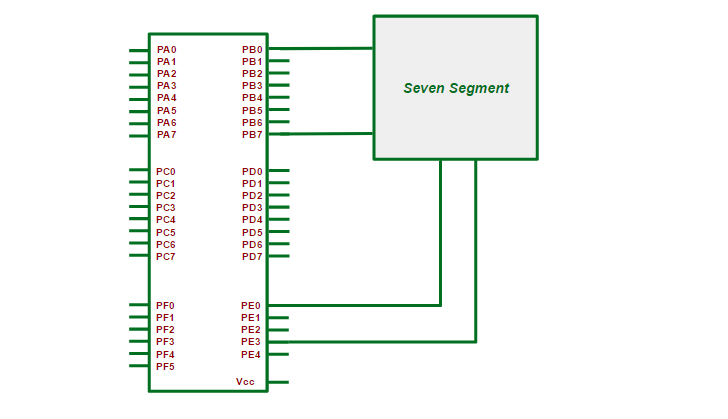 PA0 PB0
PA1 PB1
PA2 PB2
PA3 PB3
PA4 PB4
PA5 PB5
PA6 PB6
PA7 PB7
Seven Segment
PC0 PD0
PC1 PD1
PC2 PD2
PC3 PD3
PC4 PD4
PC5 PD5
PC6 PD6
PC7 PD7
PF0 PE0
PF1 PE1
PF2 PE2
PF3 PE3
PF4 PE4
PF5
Vcc